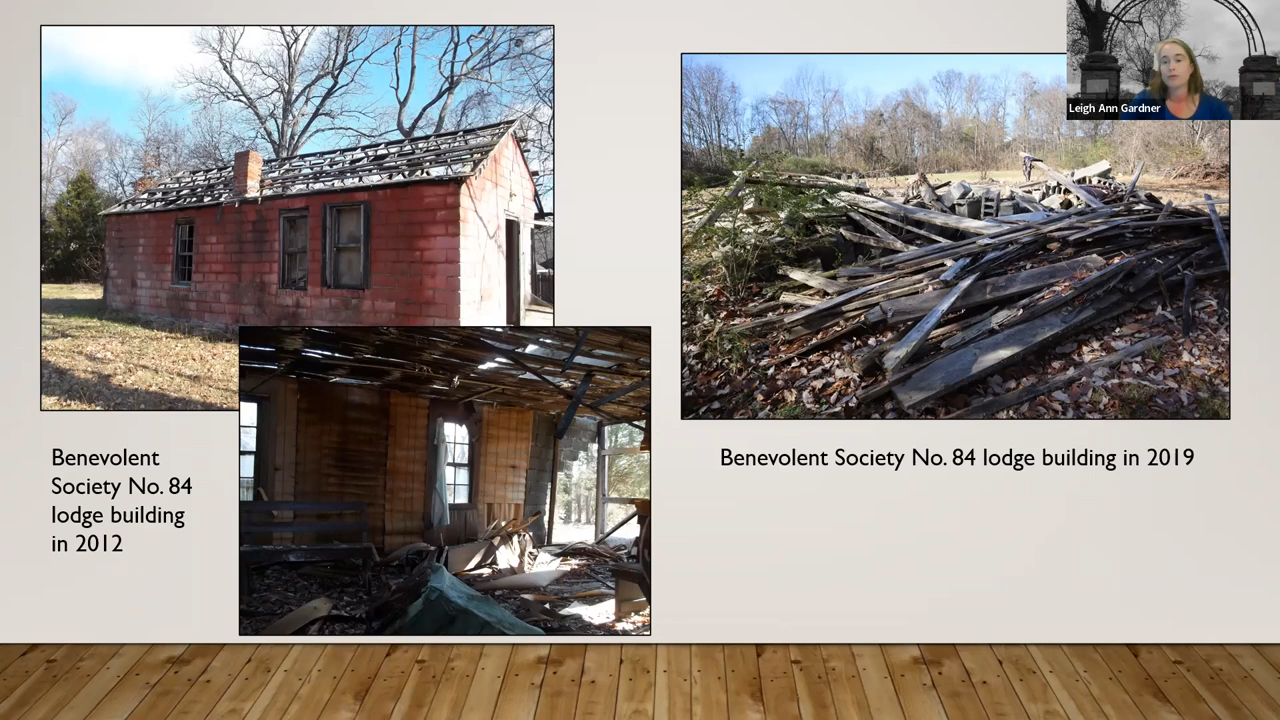 Leigh Ann Gardner
Benevolent
Society No. 84
lodge building
in 2012
Benevolent Society No. 84 lodge building in 2019